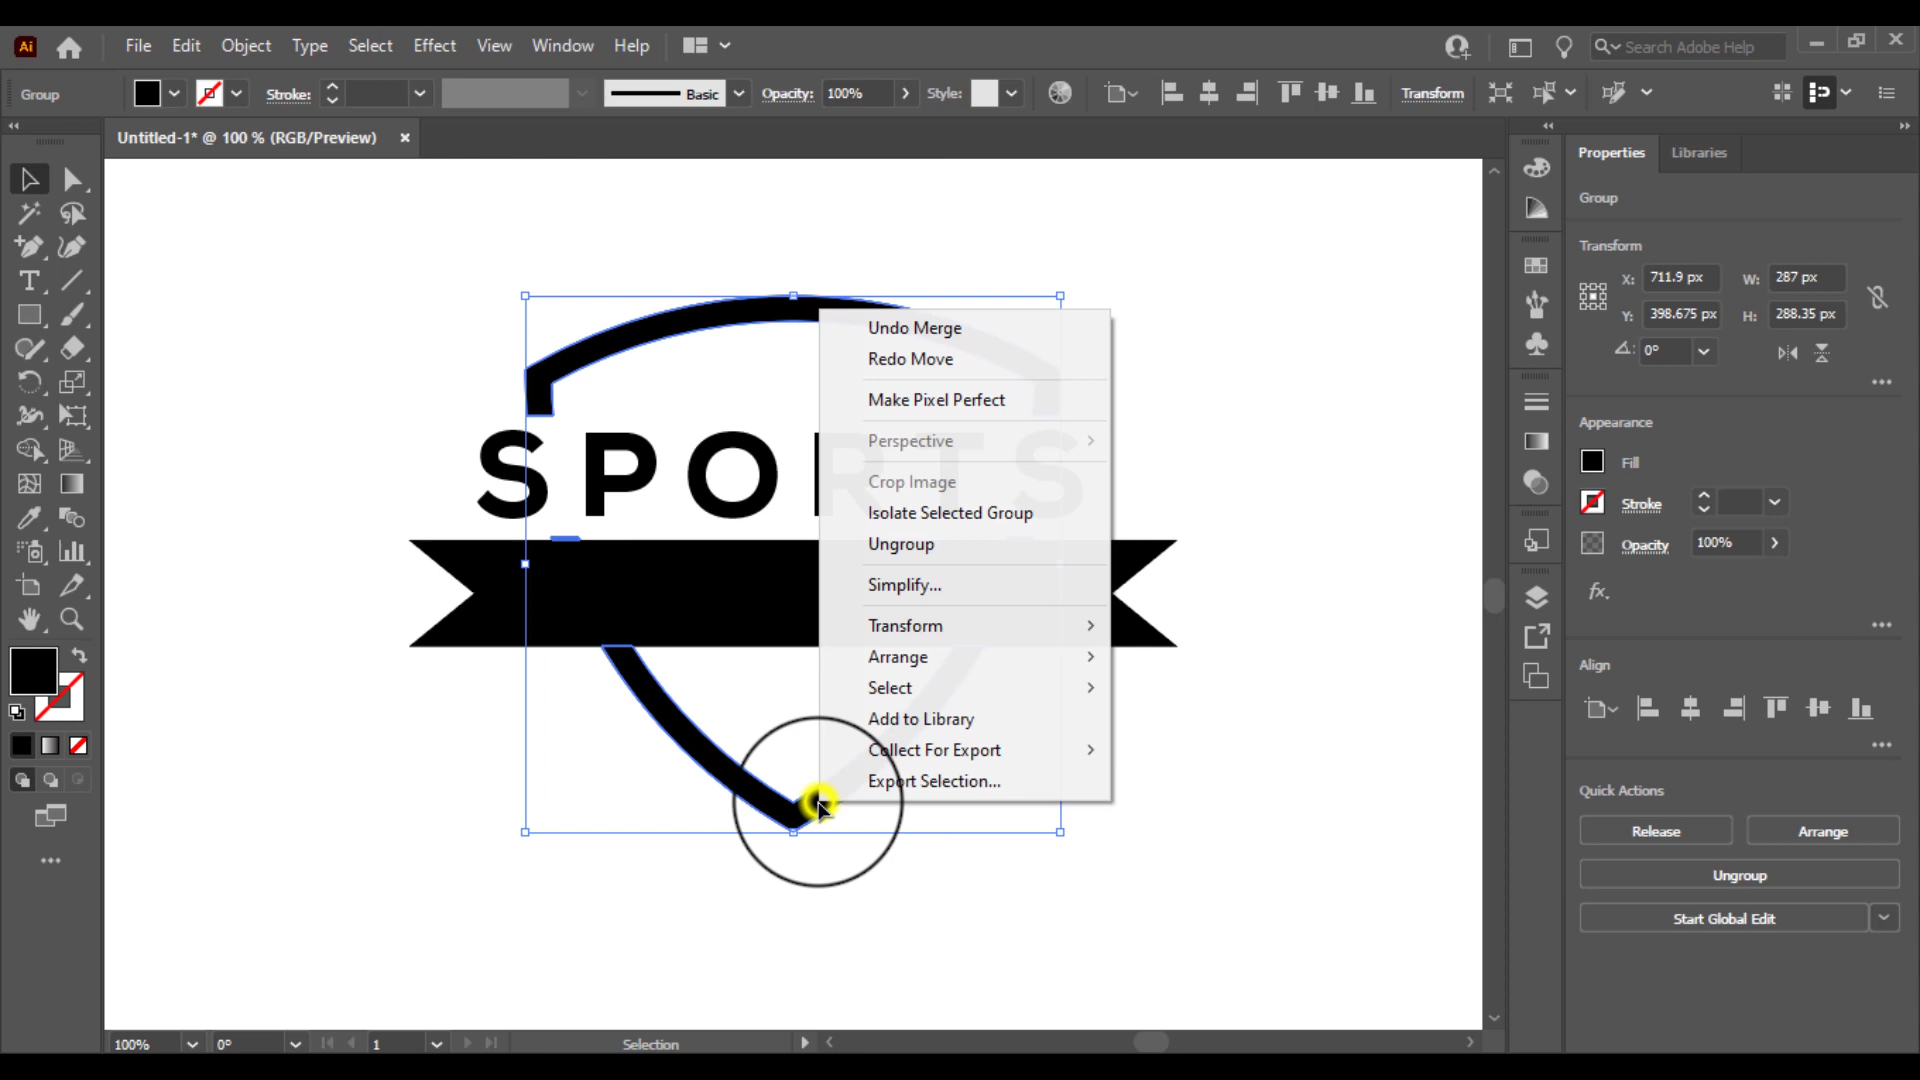 Ai File Edit Object Type Select Effect View Window Help Search Adobe Help
Group Stroke: Basic Opacity: 100% Style: Transform
Untitled-1* @ 100 % (RGB/Preview) ×
Properties Libraries
Group
Transform
X: 711.9 px W: 287 px
Y: 398.675 px H: 288.35 px
0°
Appearance
Fill
Stroke
Opacity 100%
fx.
Align
Quick Actions
Release Arrange
Ungroup
Start Global Edit
SPORTS
Undo Merge
Redo Move
Make Pixel Perfect
Perspective
Crop Image
Isolate Selected Group
Ungroup
Simplify...
Transform
Arrange
Select
Add to Library
Collect For Export
Export Selection...
100% 0° 1 Selection